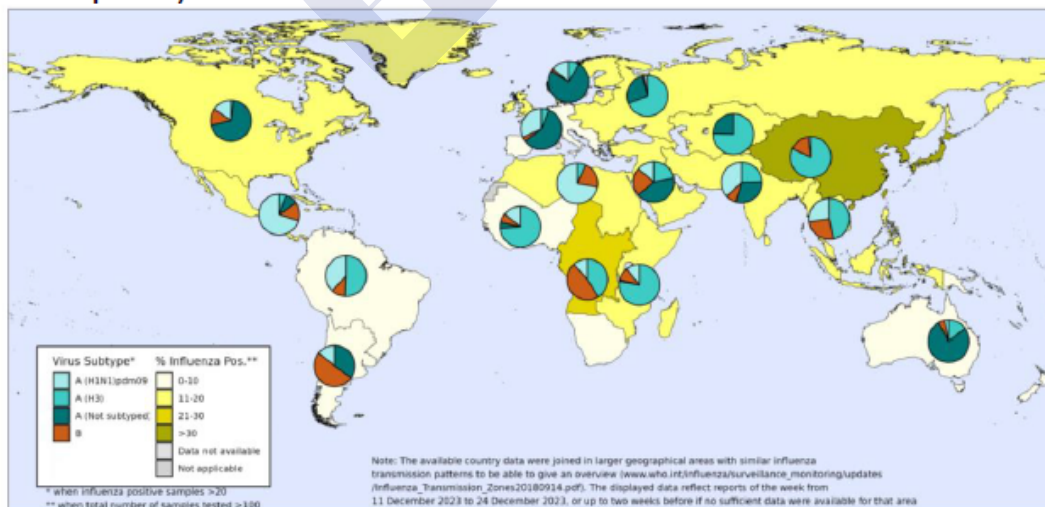 Virus Subtype*
A (H1N1)pdm09
A (H3)
A (Not subtyped)
B
% Influenza Pos.**
0-10
11-20
21-30
>30
Data not available
Not applicable
* when influenza positive samples >20
** when total number of samples tested >100
Note: The available country data were joined in larger geographical areas with similar influenza
transmission patterns to be able to give an overview (www.who.int/influenza/surveillance_monitoring/updates
/Influenza_Transmission_Zones20180914.pdf). The displayed data reflect reports of the week from
11 December 2023 to 24 December 2023, or up to two weeks before if no sufficient data were available for that area